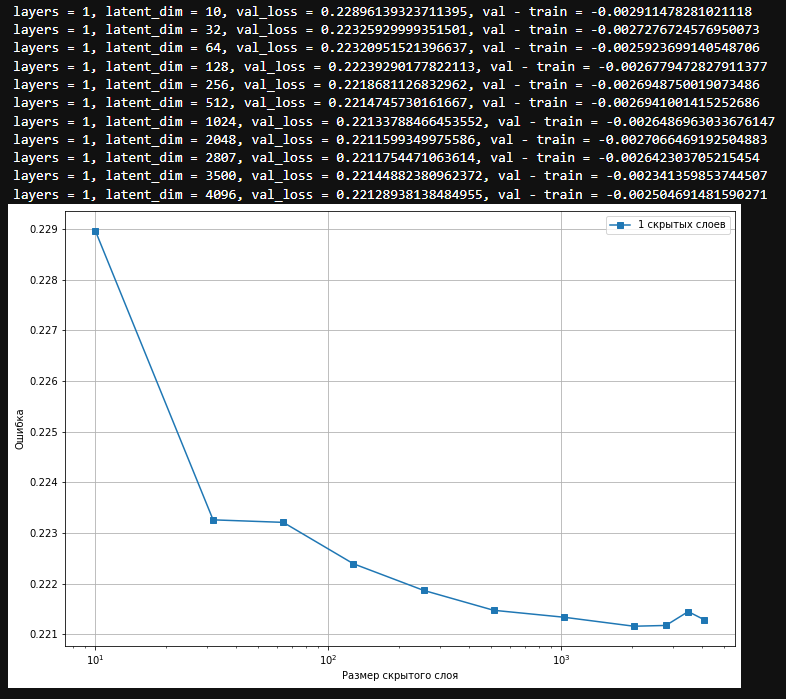 layers = 1, latent_dim = 10, val_loss = 0.22896139323711395, val - train = -0.002911478281021118
layers = 1, latent_dim = 32, val_loss = 0.22325929999351501, val - train = -0.0027276724576950073
layers = 1, latent_dim = 64, val_loss = 0.22320951521396637, val - train = -0.0025923699140548706
layers = 1, latent_dim = 128, val_loss = 0.22239290177822113, val - train = -0.0026779472827911377
layers = 1, latent_dim = 256, val_loss = 0.2218681126832962, val - train = -0.0026948750019073486
layers = 1, latent_dim = 512, val_loss = 0.2214745730161667, val - train = -0.0026941001415252686
layers = 1, latent_dim = 1024, val_loss = 0.22133788466453552, val - train = -0.0026486963033676147
layers = 1, latent_dim = 2048, val_loss = 0.2211599349975586, val - train = -0.0027066469192504883
layers = 1, latent_dim = 2807, val_loss = 0.2211754471063614, val - train = -0.002642303705215454
layers = 1, latent_dim = 3500, val_loss = 0.22144882380962372, val - train = -0.002341359853744507
layers = 1, latent_dim = 4096, val_loss = 0.22128938138484955, val - train = -0.002504691481590271
1 скрытых слоев
0.229
0.228
0.227
0.226
0.225
0.224
0.223
0.222
0.221
Ошибка
10¹ 10² 10³
Размер скрытого слоя